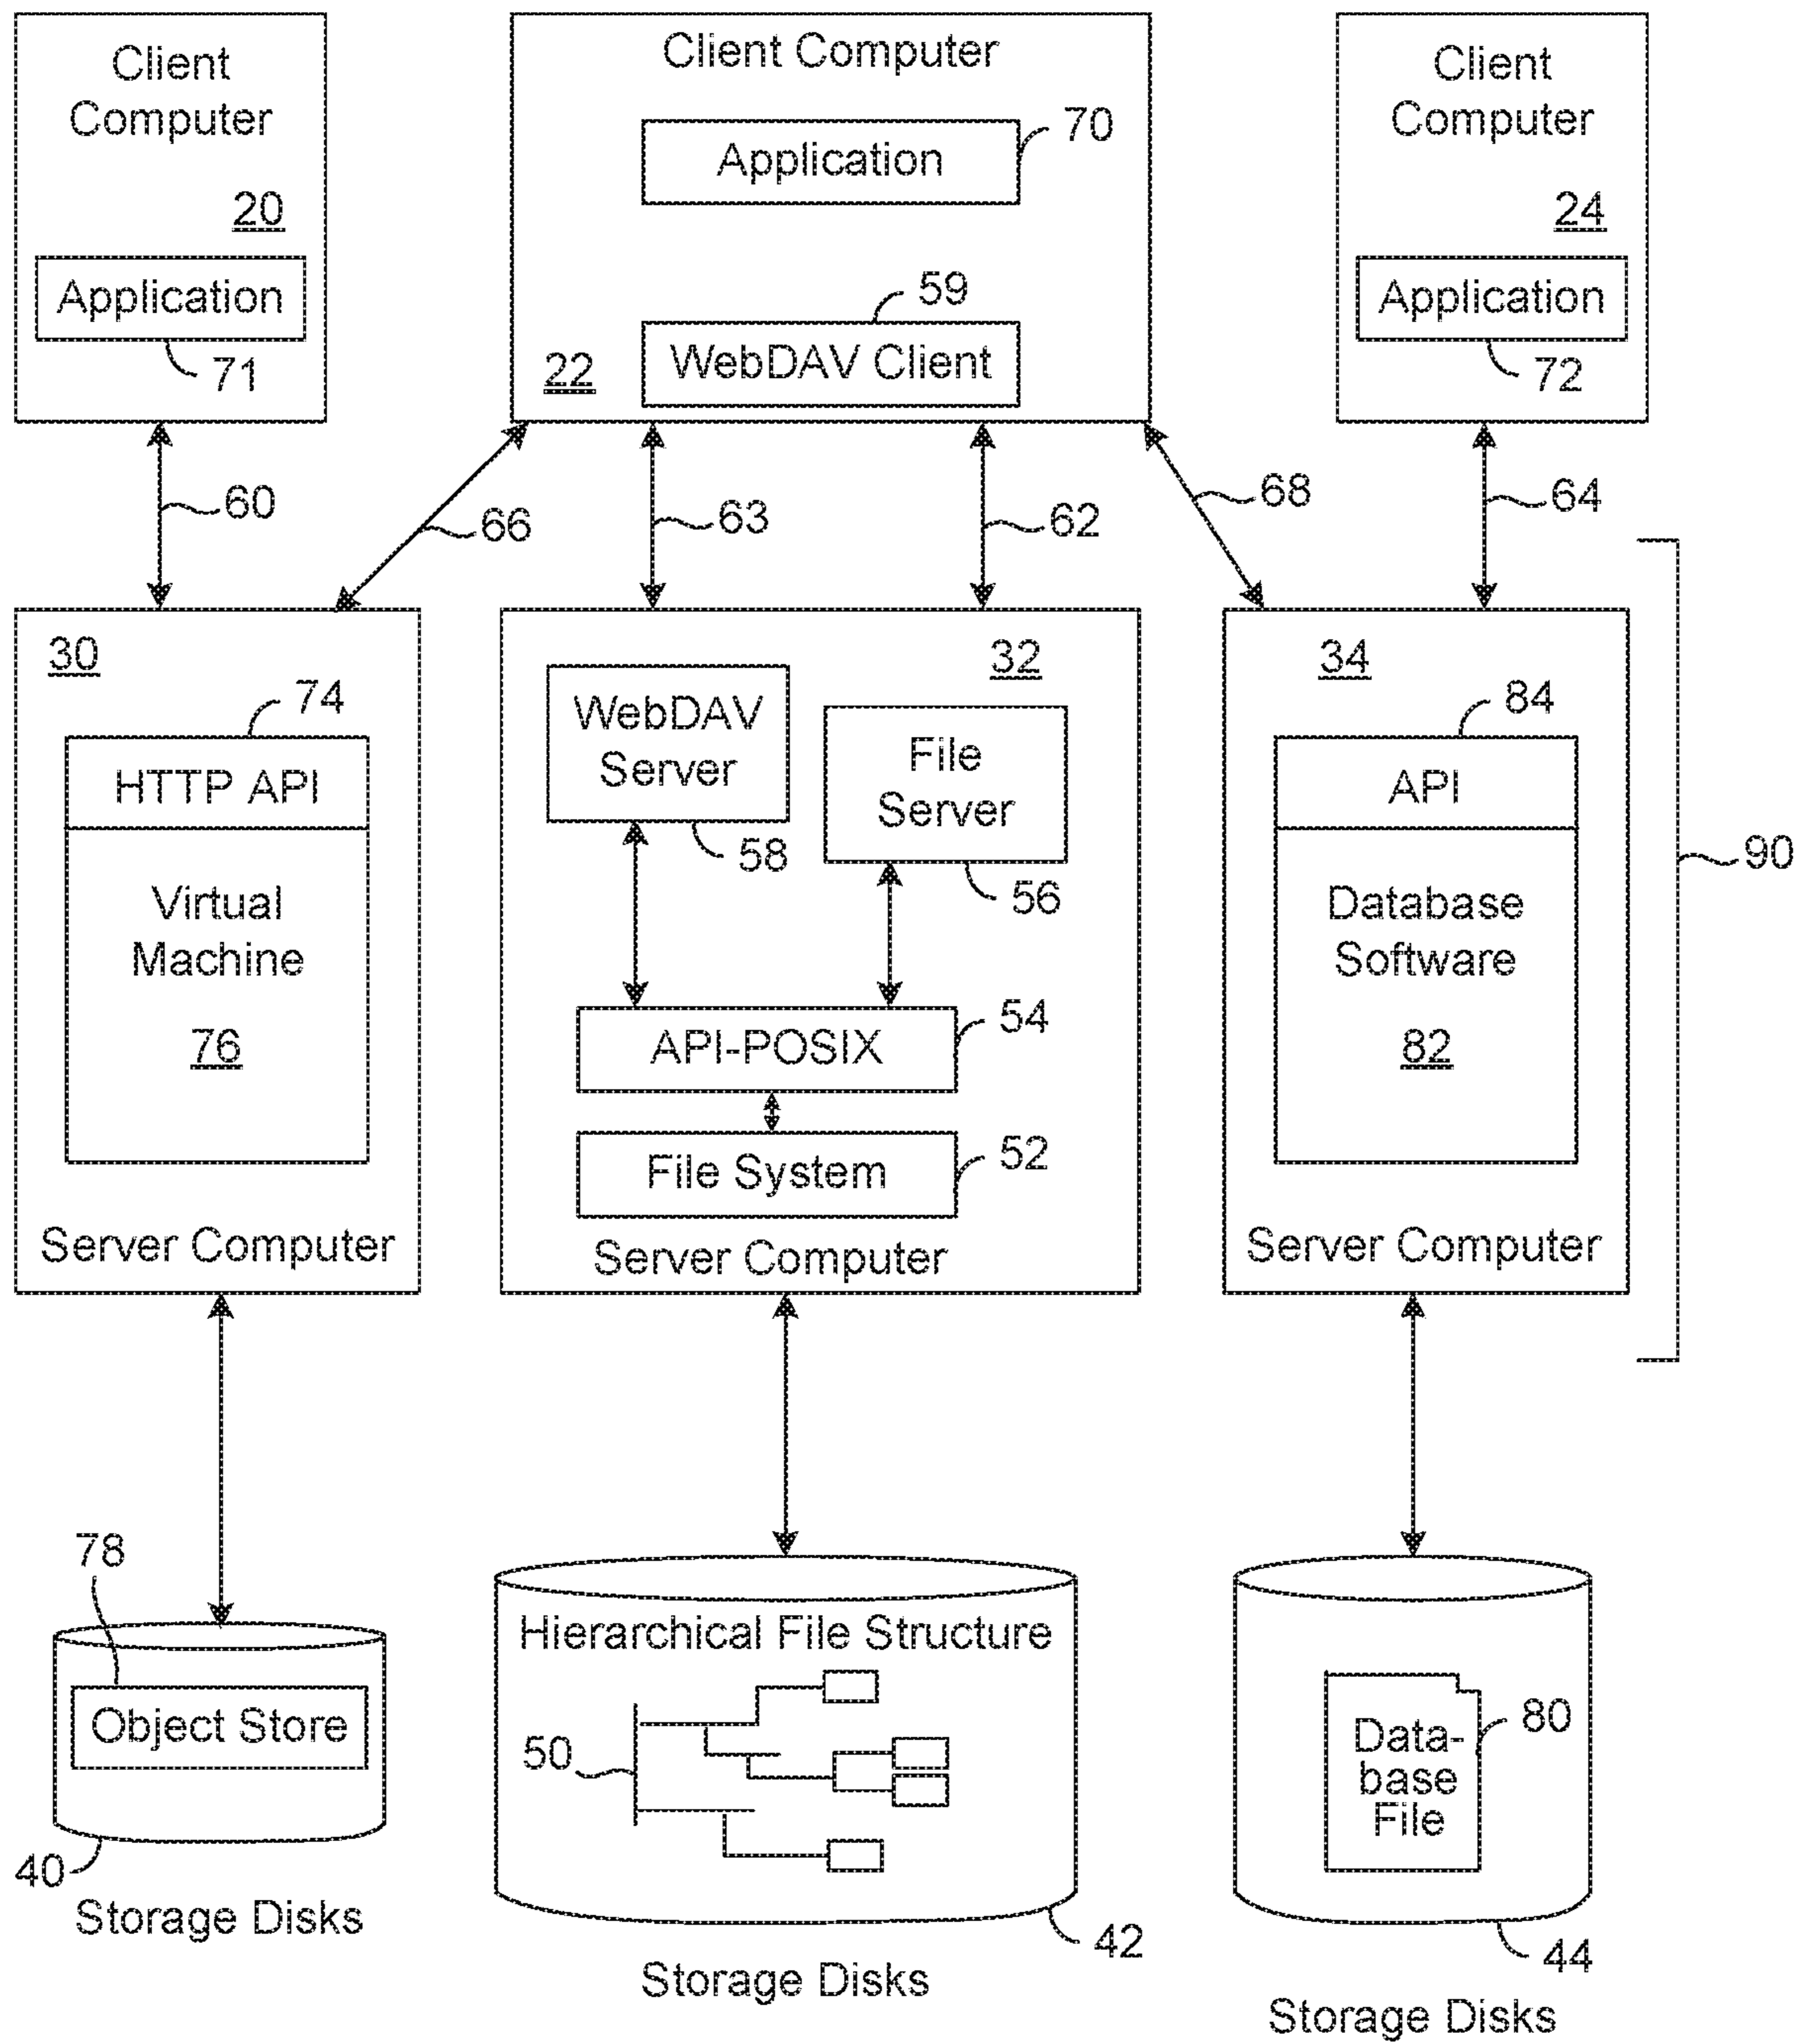 Client
Computer
20
Application
71
Client Computer
Application
70
59
22
WebDAV Client
Client
Computer
24
Application
72
60
66
63
62
68
64
30
74
HTTP API
Virtual
Machine
76
Server Computer
32
WebDAV
Server
58
File
Server
56
API-POSIX
54
File System
52
Server Computer
34
84
API
Database
Software
82
Server Computer
90
78
Object Store
40
Storage Disks
Hierarchical File Structure
50
42
Storage Disks
Data-
base
File
80
44
Storage Disks